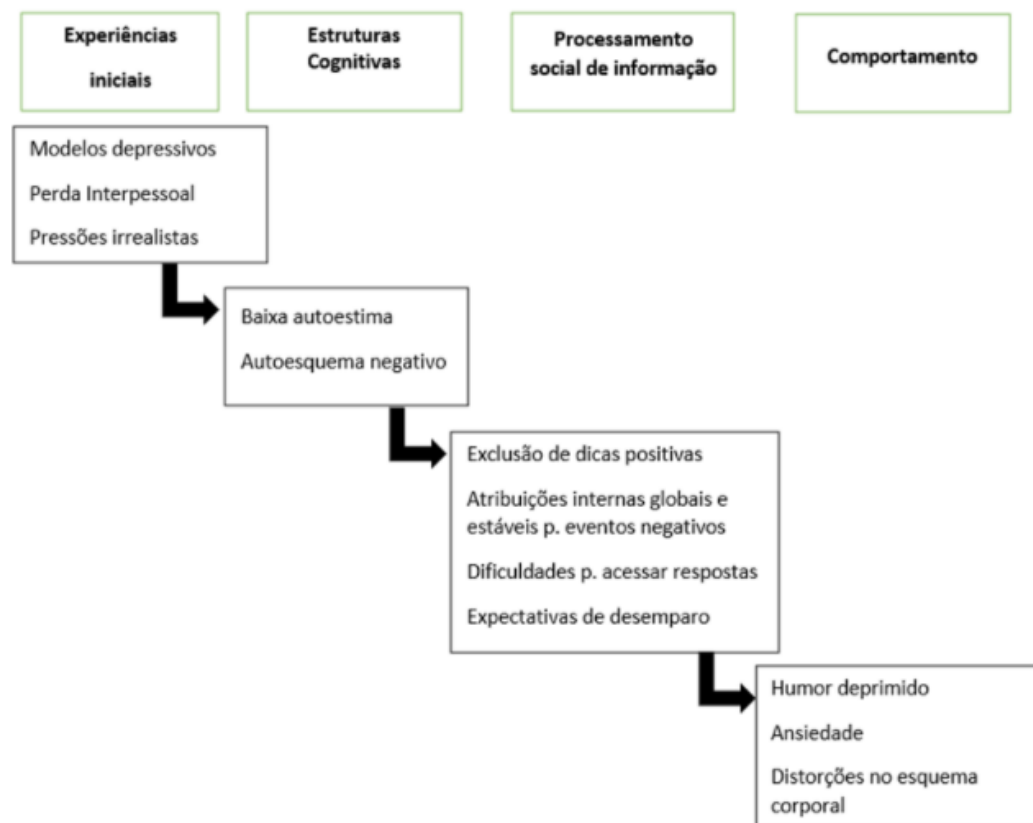 Experiências
iniciais
Estruturas
Cognitivas
Processamento
social de informação
Comportamento
Modelos depressivos
Perda Interpessoal
Pressões irrealistas
Baixa autoestima
Autoesquema negativo
Exclusão de dicas positivas
Atribuições internas globais e
estáveis p. eventos negativos
Dificuldades p. acessar respostas
Expectativas de desemparo
Humor deprimido
Ansiedade
Distorções no esquema
corporal